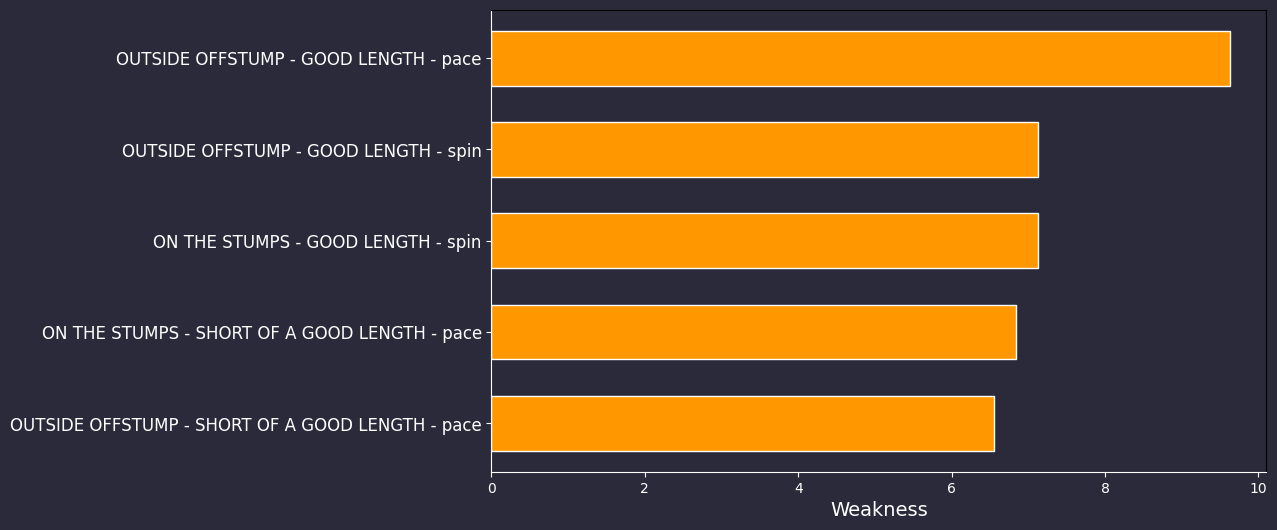 OUTSIDE OFFSTUMP - GOOD LENGTH - pace
OUTSIDE OFFSTUMP - GOOD LENGTH - spin
ON THE STUMPS - GOOD LENGTH - spin
ON THE STUMPS - SHORT OF A GOOD LENGTH - pace
OUTSIDE OFFSTUMP - SHORT OF A GOOD LENGTH - pace
0 2 4 6 8 10
Weakness